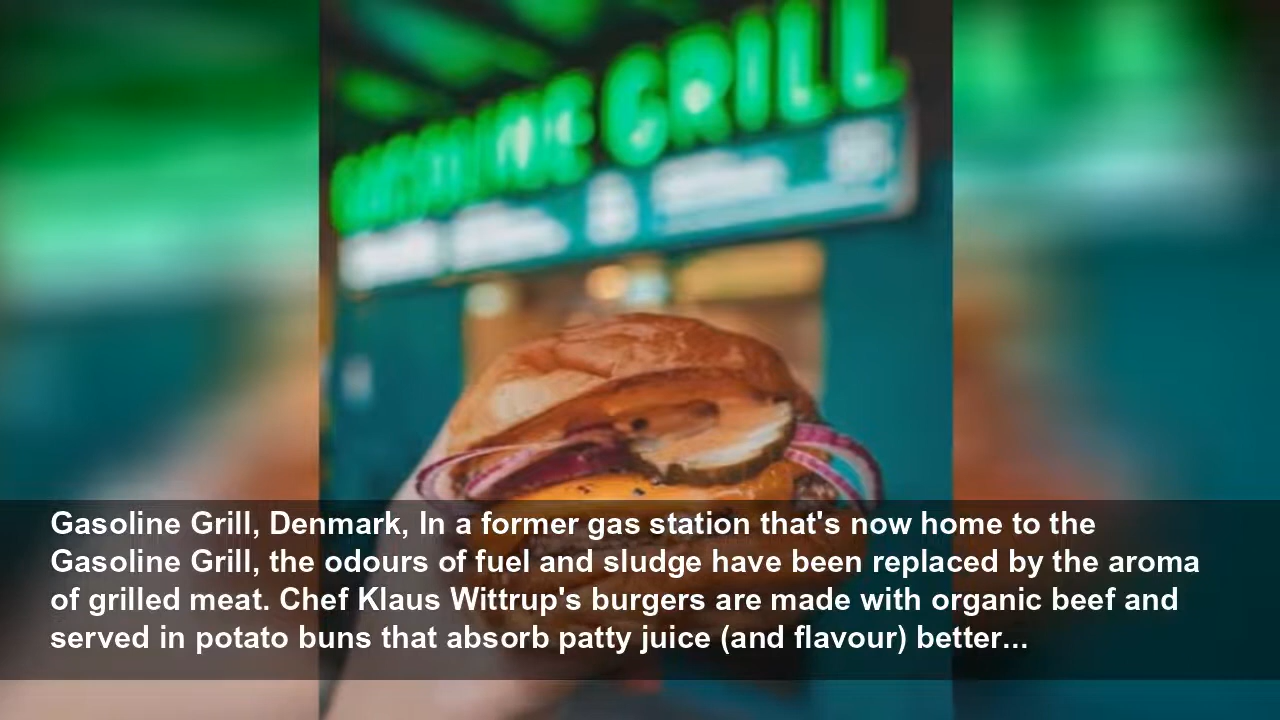 GASOLINE GRILL
Gasoline Grill, Denmark, In a former gas station that's now home to the
Gasoline Grill, the odours of fuel and sludge have been replaced by the aroma
of grilled meat. Chef Klaus Wittrup's burgers are made with organic beef and
served in potato buns that absorb patty juice (and flavour) better...